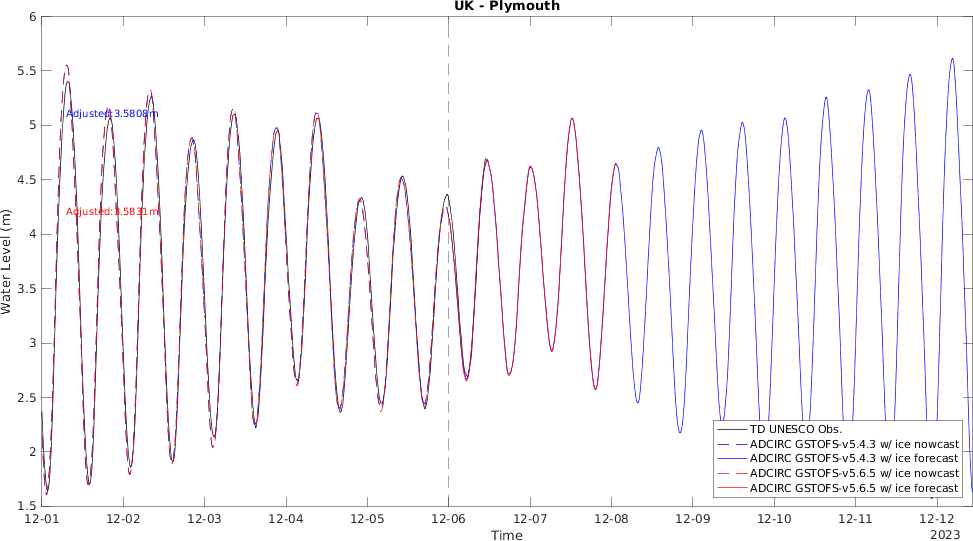 UK - Plymouth
6
5.5
5
4.5
4
3.5
3
2.5
2
1.5
Water Level (m)
Adjusted:3.5808m
Adjusted:3.5831m
TD UNESCO Obs.
ADCIRC GSTOFS-v5.4.3 w/ ice nowcast
ADCIRC GSTOFS-v5.4.3 w/ ice forecast
ADCIRC GSTOFS-v5.6.5 w/ ice nowcast
ADCIRC GSTOFS-v5.6.5 w/ ice forecast
12-01 12-02 12-03 12-04 12-05 12-06 12-07 12-08 12-09 12-10 12-11 12-12
Time
2023